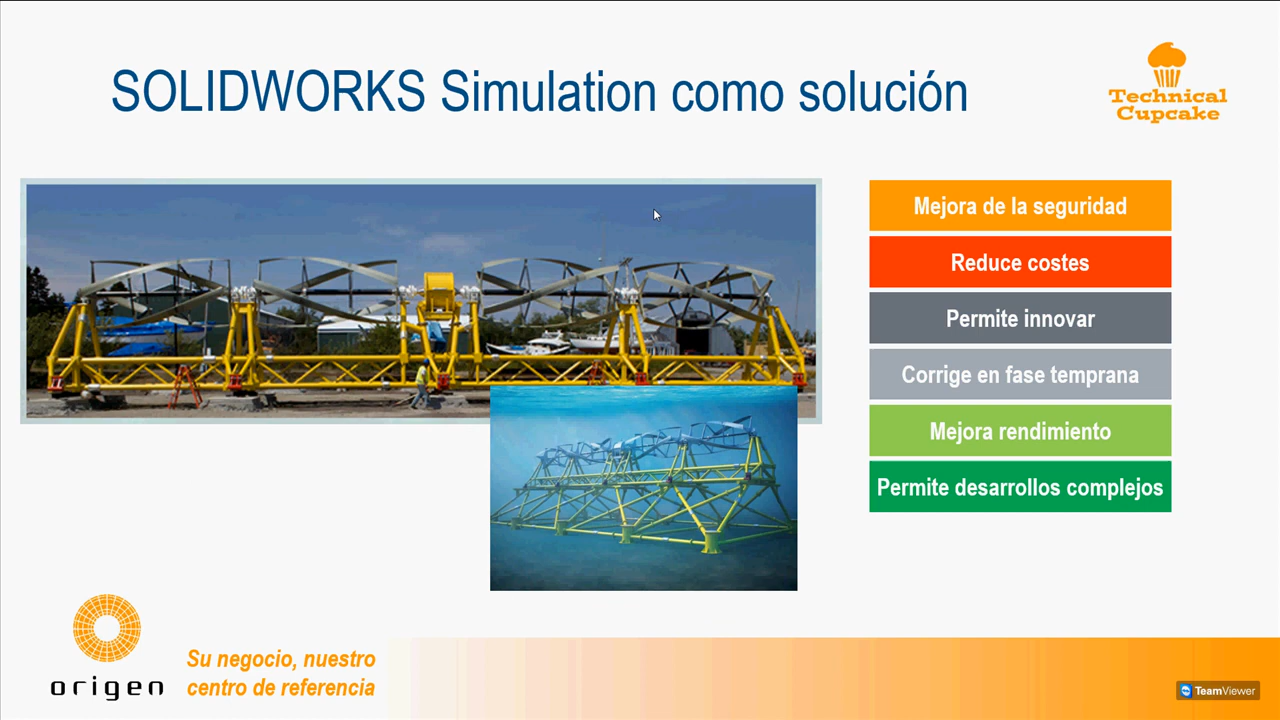 SOLIDWORKS Simulation como solución
Technical
Cupcake
Mejora de la seguridad
Reduce costes
Permite innovar
Corrige en fase temprana
Mejora rendimiento
Permite desarrollos complejos
origen
Su negocio, nuestro
centro de referencia
TeamViewer